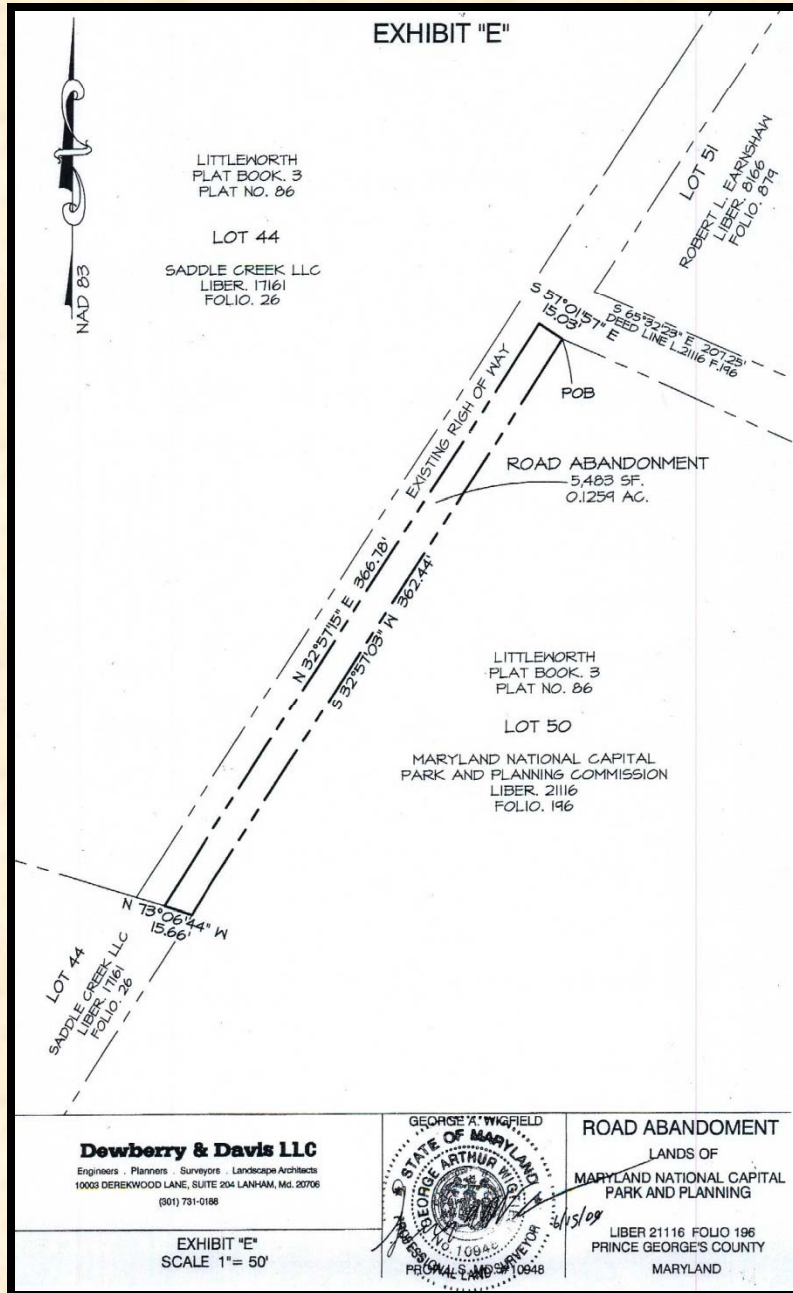 EXHIBIT "E"
NAD 83
LITTLEWORTH
PLAT BOOK. 3
PLAT NO. 86
LOT 44
SADDLE CREEK LLC
LIBER. 17161
FOLIO. 26
LOT 51
ROBERT L. EARNSHAW
LIBER. 8166
FOLIO. 879
S 57°01'57" E
15.03'
S 65°32'23" E 207.25'
DEED LINE L.21116 F.196
POB
EXISTING RIGH OF WAY
ROAD ABANDONMENT
5,483 SF.
0.1259 AC.
N 32°57'15" E 366.78'
S 32°57'03" W 362.44'
LITTLEWORTH
PLAT BOOK. 3
PLAT NO. 86
LOT 50
MARYLAND NATIONAL CAPITAL
PARK AND PLANNING COMMISSION
LIBER. 21116
FOLIO. 196
N 73°06'44" W
15.66'
LOT 44
SADDLE CREEK LLC
LIBER. 17161
FOLIO. 26
Dewberry & Davis LLC
Engineers . Planners . Surveyors . Landscape Architects
10003 DEREKWOOD LANE, SUITE 204 LANHAM, Md. 20706
(301) 731-0188
EXHIBIT "E"
SCALE 1"= 50'
GEORGE A. WIGFIELD
STATE OF MARYLAND
GEORGE ARTHUR
NO. 10948
PROFESSIONAL LAND SURVEYOR
#10948
6/15/09
ROAD ABANDOMENT
LANDS OF
MARYLAND NATIONAL CAPITAL
PARK AND PLANNING
LIBER 21116 FOLIO 196
PRINCE GEORGE'S COUNTY
MARYLAND